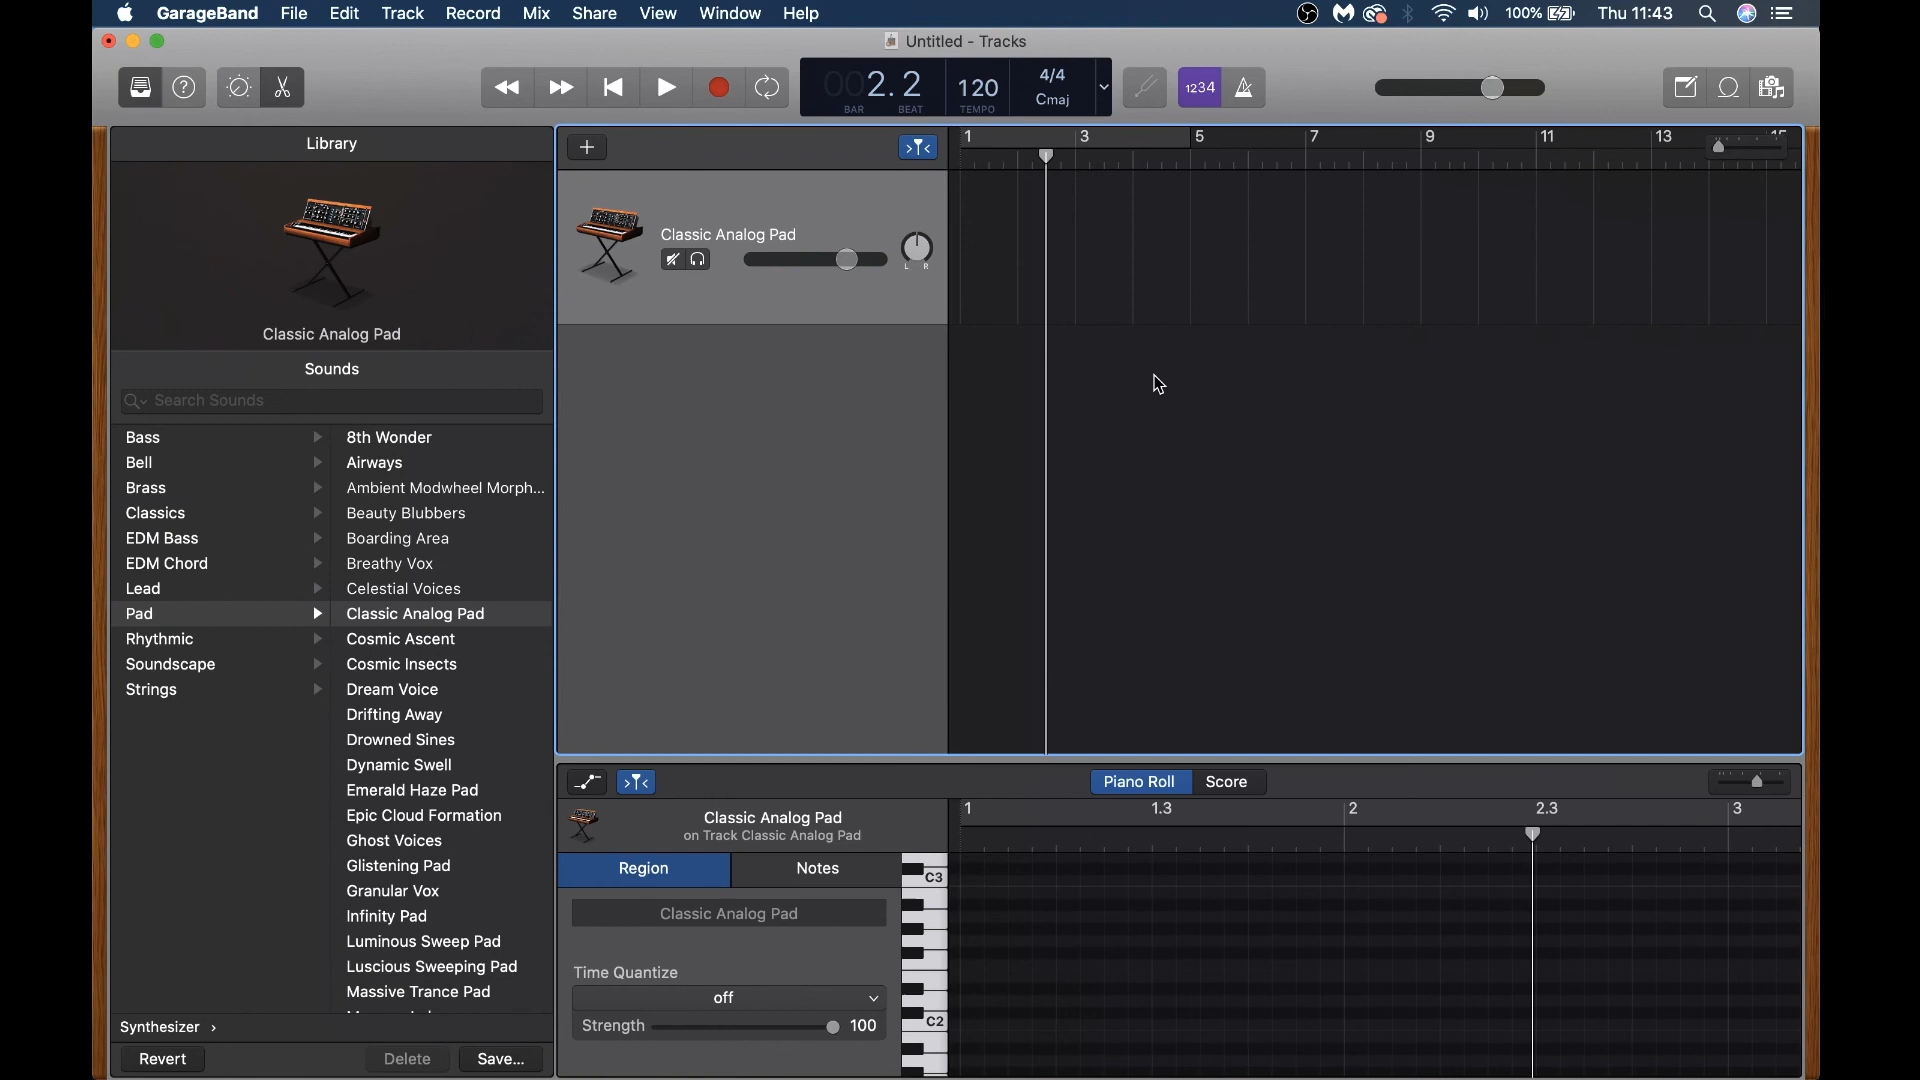 GarageBand File Edit Track Record Mix Share View Window Help 100% Thu 11:43
Untitled - Tracks
002.2 120 4/4
Cmaj
BAR BEAT TEMPO
1234
Library
Classic Analog Pad
Sounds
Search Sounds
Bass
Bell
Brass
Classics
EDM Bass
EDM Chord
Lead
Pad
Rhythmic
Soundscape
Strings
8th Wonder
Airways
Ambient Modwheel Morph...
Beauty Blubbers
Boarding Area
Breathy Vox
Celestial Voices
Classic Analog Pad
Cosmic Ascent
Cosmic Insects
Dream Voice
Drifting Away
Drowned Sines
Dynamic Swell
Emerald Haze Pad
Epic Cloud Formation
Ghost Voices
Glistening Pad
Granular Vox
Infinity Pad
Luminous Sweep Pad
Luscious Sweeping Pad
Massive Trance Pad
Synthesizer ›
Revert Delete Save...
1 3 5 7 9 11 13 15
Classic Analog Pad
L R
Piano Roll Score
1 1.3 2 2.3 3
Classic Analog Pad
on Track Classic Analog Pad
Region Notes
C3
Classic Analog Pad
Time Quantize
off
Strength 100
C2